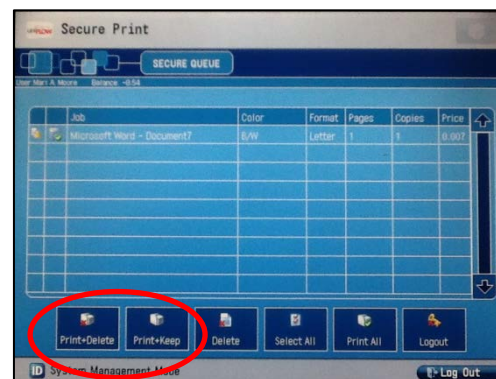 Secure Print
SECURE QUEUE
User Mari A Moore Balance -0.54
Job Color Format Pages Copies Price
Microsoft Word - Document7 B/W Letter 1 1 0.007
Print+Delete Print+Keep Delete Select All Print All Logout
ID System Management Mode Log Out